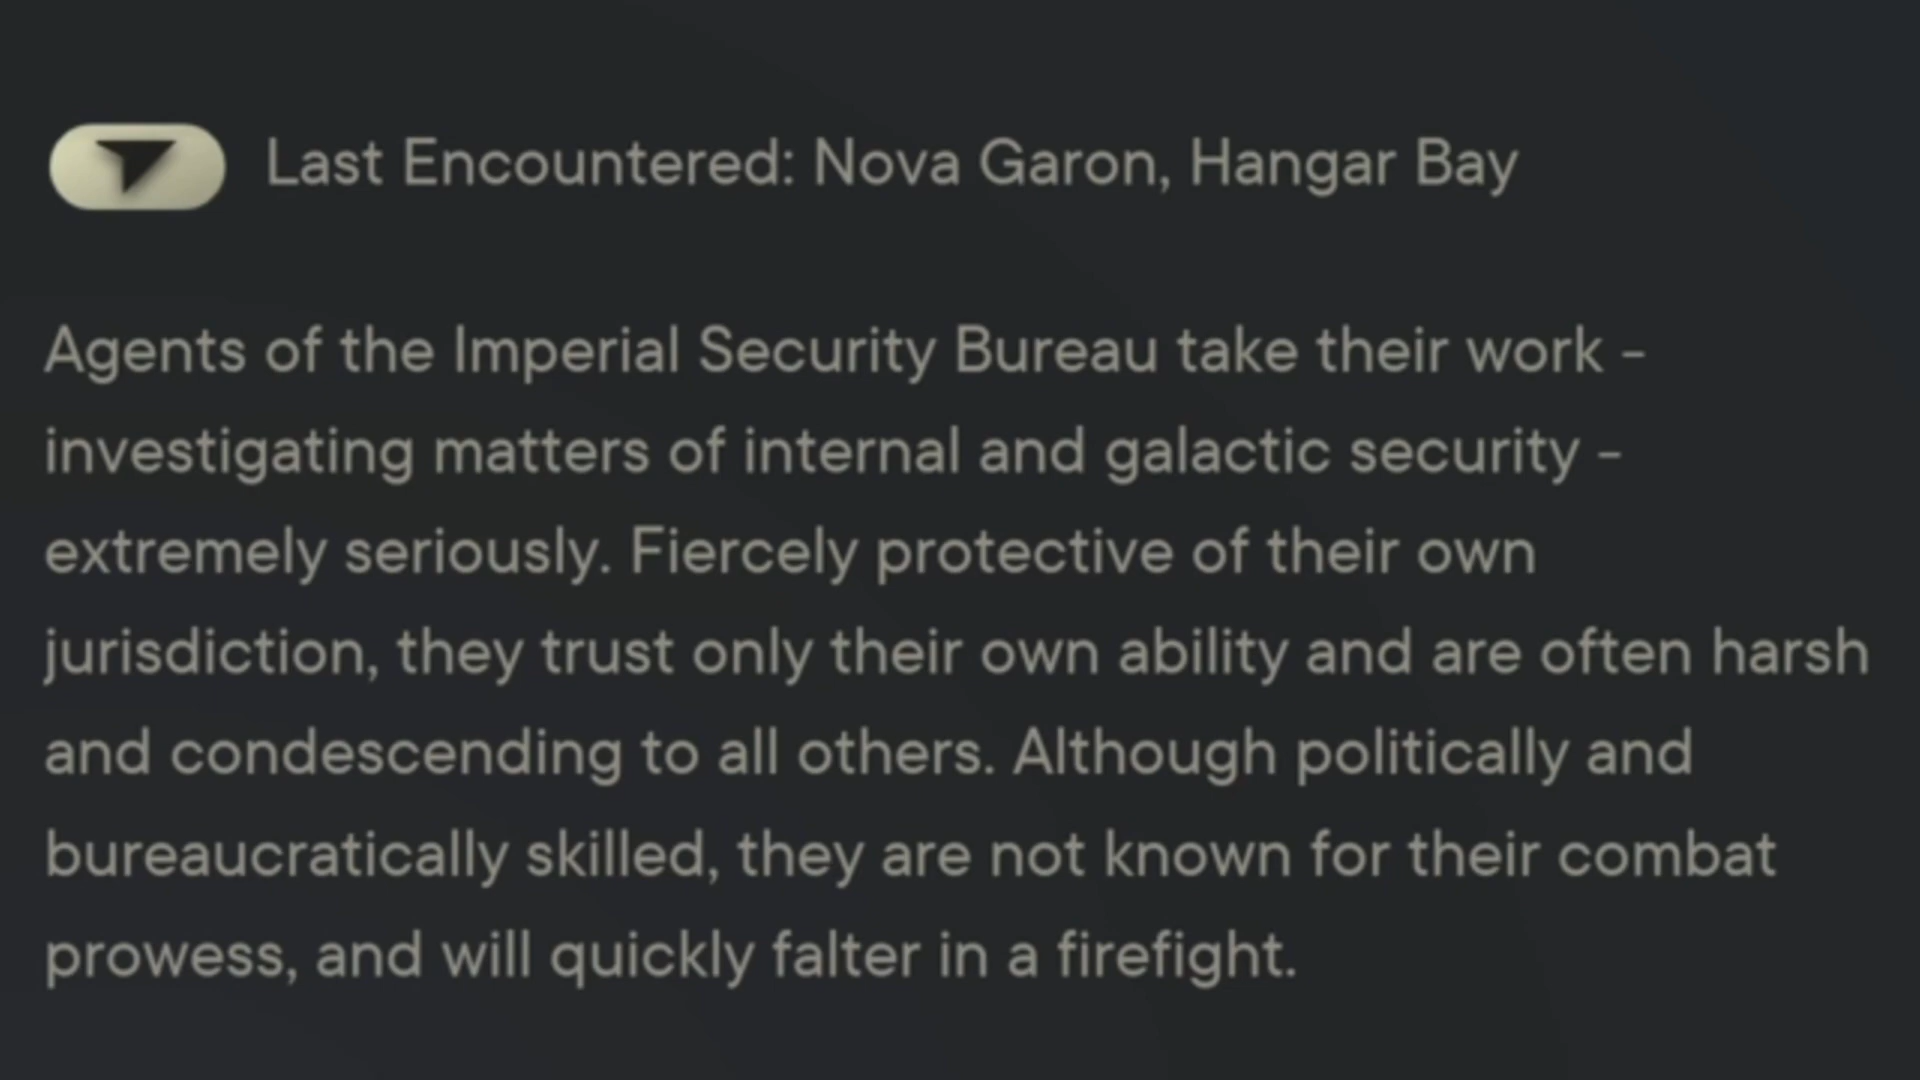 Last Encountered: Nova Garon, Hangar Bay
Agents of the Imperial Security Bureau take their work –
investigating matters of internal and galactic security –
extremely seriously. Fiercely protective of their own
jurisdiction, they trust only their own ability and are often harsh
and condescending to all others. Although politically and
bureaucratically skilled, they are not known for their combat
prowess, and will quickly falter in a firefight.